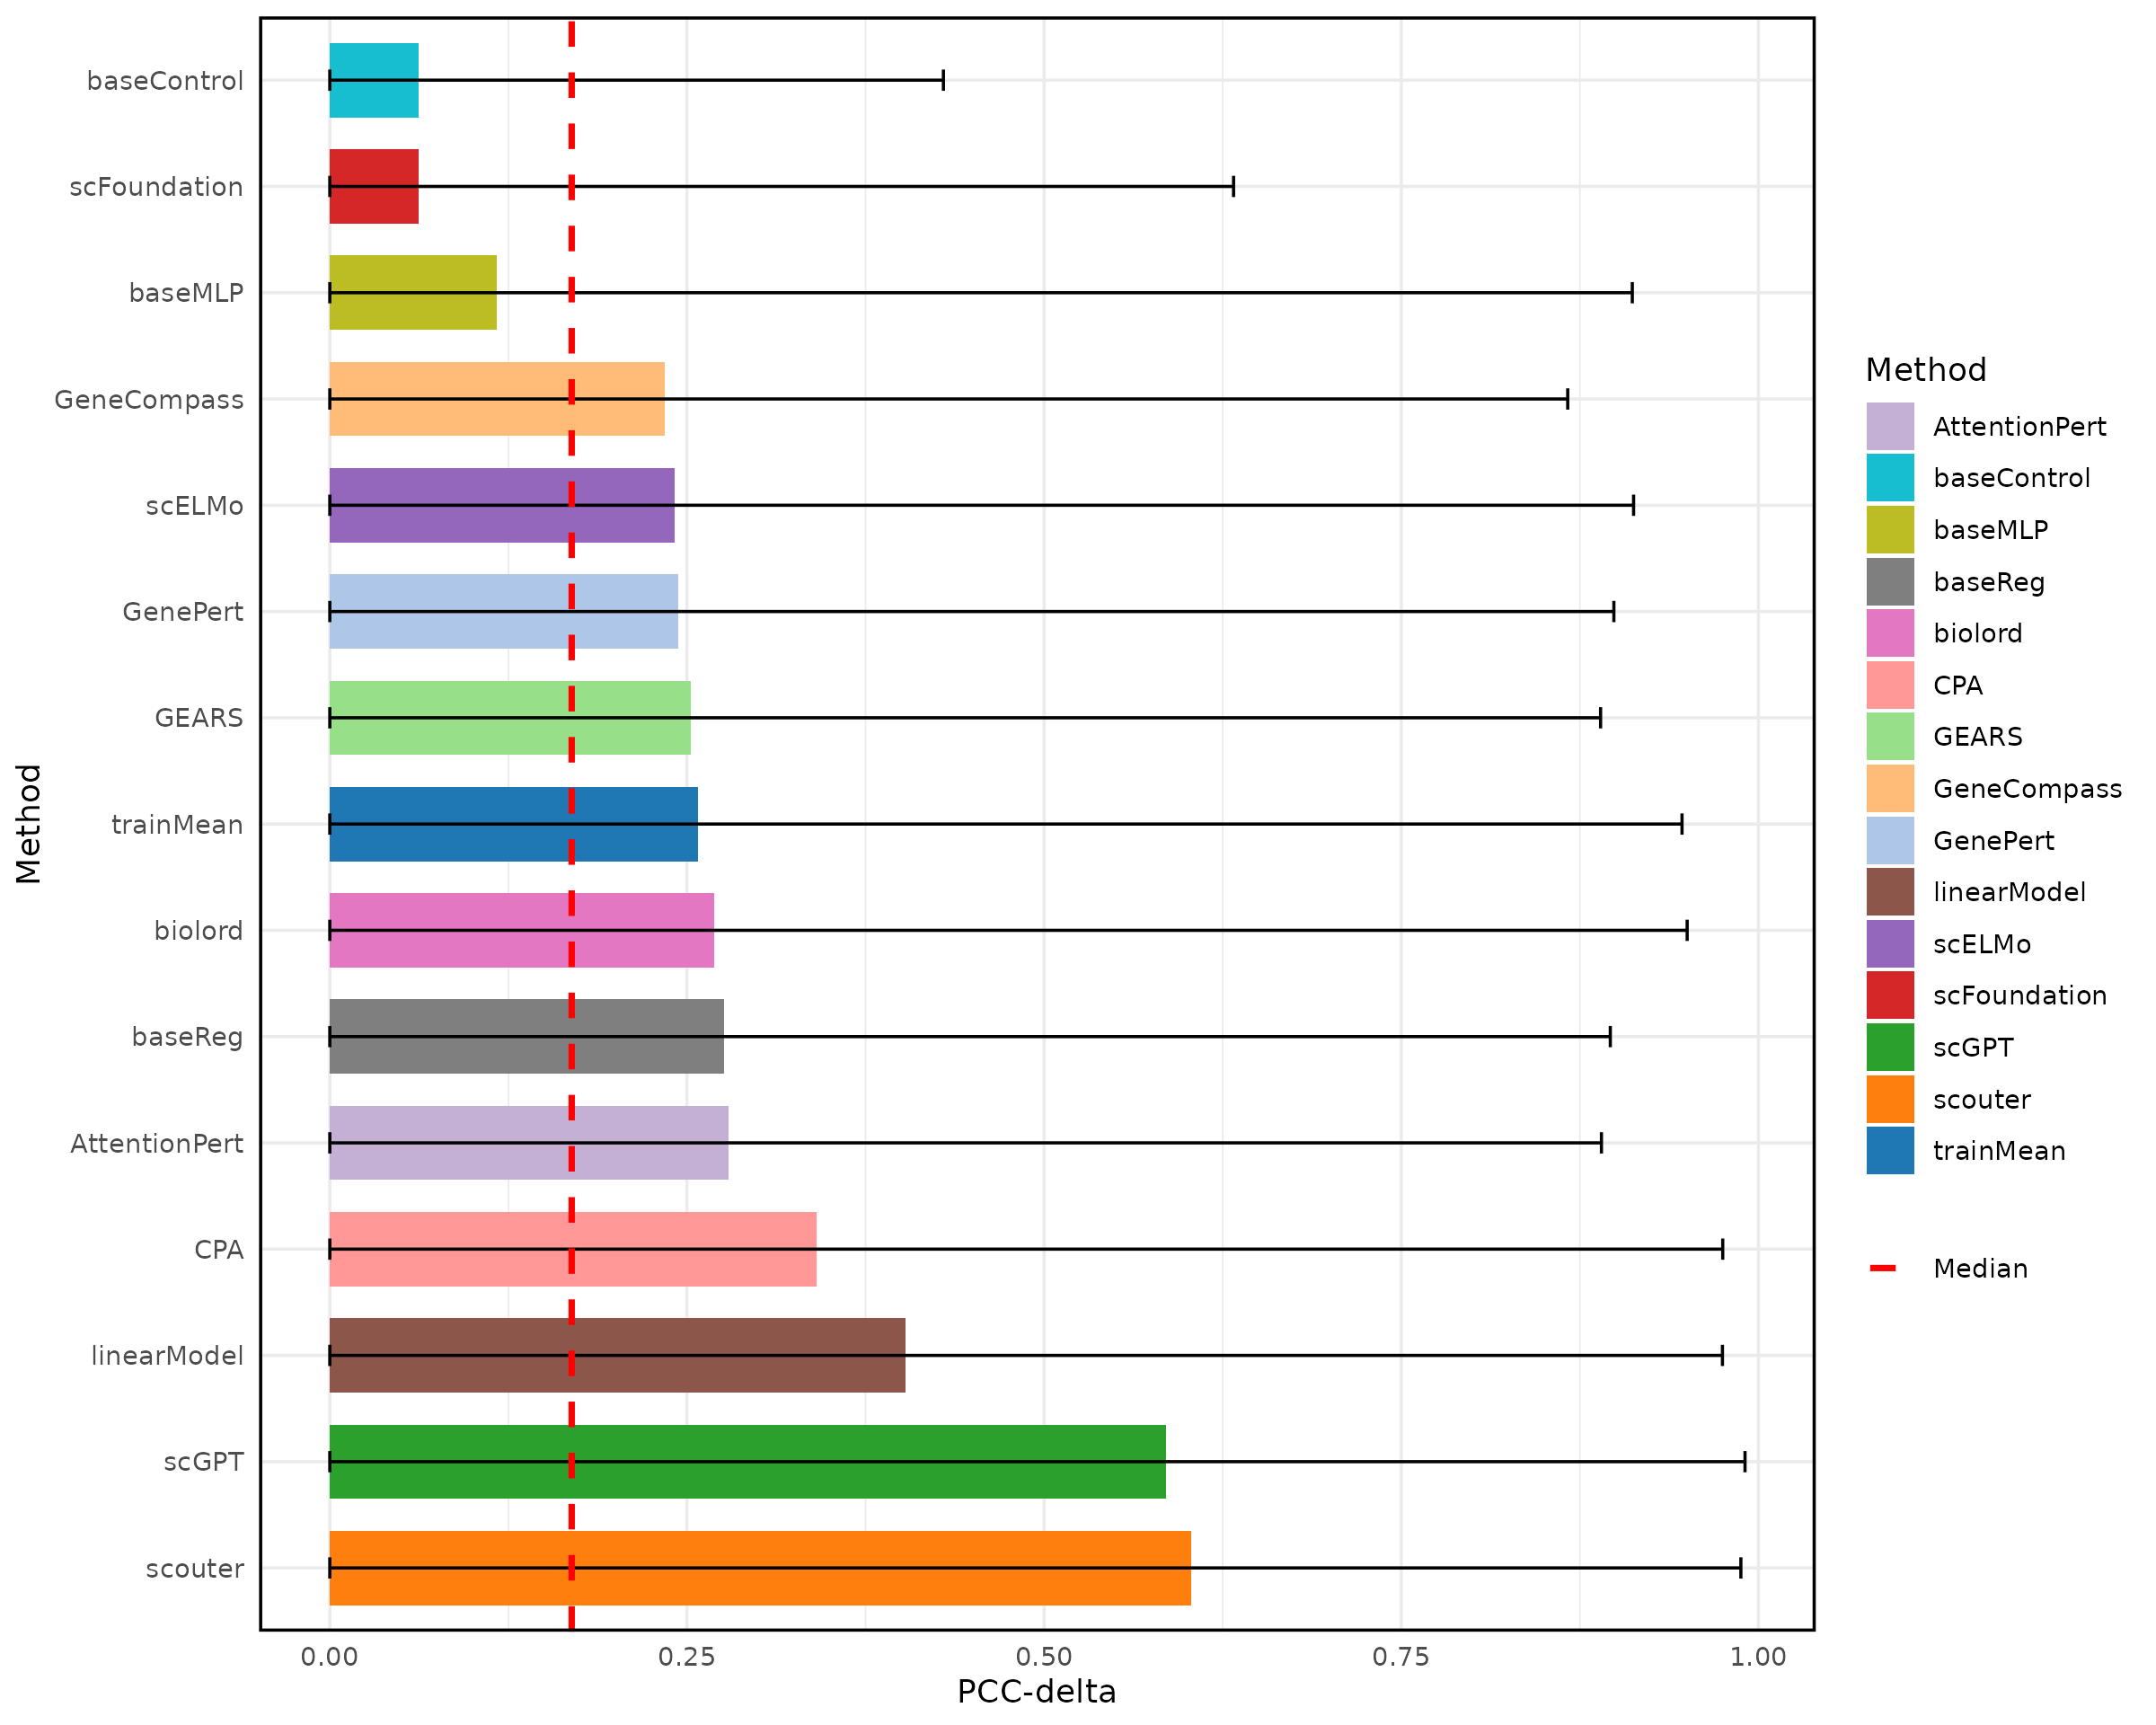 baseControl
scFoundation
baseMLP
GeneCompass
scELMo
GenePert
GEARS
trainMean
biolord
baseReg
AttentionPert
CPA
linearModel
scGPT
scouter
Method
0.00 0.25 0.50 0.75 1.00
PCC-delta
Method
AttentionPert
baseControl
baseMLP
baseReg
biolord
CPA
GEARS
GeneCompass
GenePert
linearModel
scELMo
scFoundation
scGPT
scouter
trainMean
Median